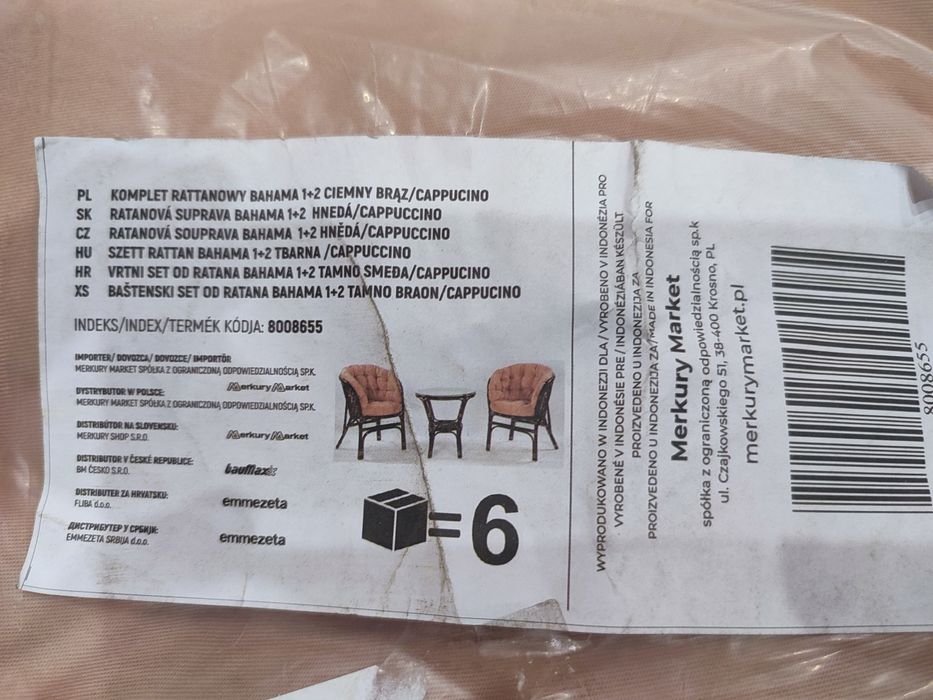 PL KOMPLET RATTANOWY BAHAMA 1+2 CIEMNY BRĄZ/CAPPUCINO
SK RATANOVÁ SUPRAVA BAHAMA 1+2 HNEDÁ/CAPPUCCINO
CZ RATANOVÁ SOUPRAVA BAHAMA 1+2 HNĚDÁ/CAPPUCCINO
HU SZETT RATTAN BAHAMA 1+2 TBARNA /CAPPUCCINO
HR VRTNI SET OD RATANA BAHAMA 1+2 TAMNO SMEĐA/CAPPUCINO
XS BAŠTENSKI SET OD RATANA BAHAMA 1+2 TAMNO BRAON/CAPPUCINO
INDEKS/INDEX/TERMÉK KÓDJA: 8008655
IMPORTER/ DOVOZCA/ DOVOZCE/ IMPORTÖR
MERKURY MARKET SPÓŁKA Z OGRANICZONĄ ODPOWIEDZIALNOŚCIĄ SP.K.
Merkury Market
DYSTRYBUTOR W POLSCE:
MERKURY MARKET SPÓŁKA Z OGRANICZONĄ ODPOWIEDZIALNOŚCIĄ SP.K.
DISTRIBÚTOR NA SLOVENSKU:
MERKURY SHOP S.R.O.
Merkury Market
DISTRIBUTOR V ČESKÉ REPUBLICE:
BM ČESKO S.R.O.
baumax
DISTRIBUTER ZA HRVATSKU:
FLIBA d.o.o.
emmezeta
ДИСТРИБУТЕР У СРБИЈИ:
EMMEZETA SRBIJA d.o.o.
emmezeta
=6
WYPRODUKOWANO W INDONEZJI DLA / VYROBENO V INDONÉZIA PRO
VYROBENÉ V INDONÉSIE PRE / INDONÉZIÁBAN KÉSZÜLT
PROIZVEDENO U INDONEZIJA ZA
PROIZVEDENO U INDONEZIJA ZA / MADE IN INDONESIA FOR
Merkury Market
spółka z ograniczoną odpowiedzialnością sp.k
ul. Czajkowskiego 51, 38-400 Krosno, PL
merkurymarket.pl
8008655